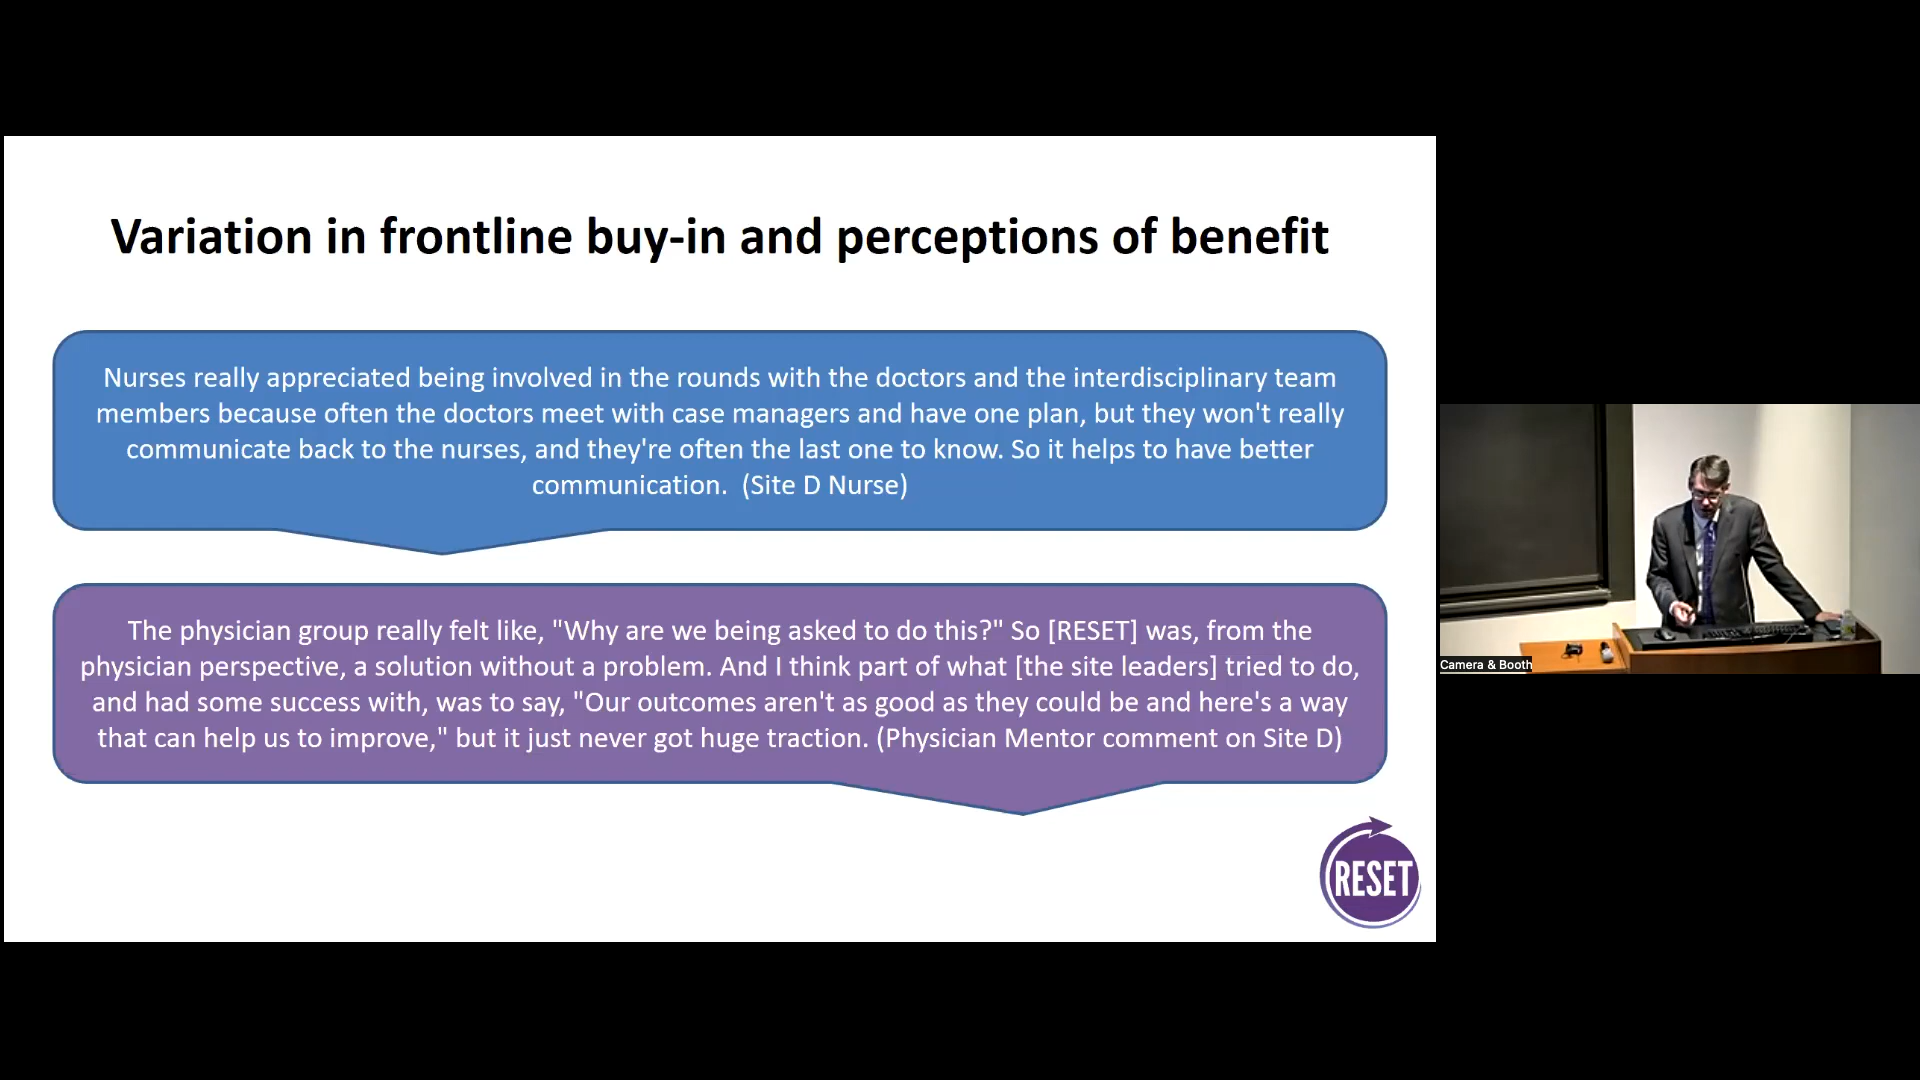 Variation in frontline buy-in and perceptions of benefit
Nurses really appreciated being involved in the rounds with the doctors and the interdisciplinary team
members because often the doctors meet with case managers and have one plan, but they won't really
communicate back to the nurses, and they're often the last one to know. So it helps to have better
communication. (Site D Nurse)
The physician group really felt like, "Why are we being asked to do this?" So [RESET] was, from the
physician perspective, a solution without a problem. And I think part of what [the site leaders] tried to do,
and had some success with, was to say, "Our outcomes aren't as good as they could be and here's a way
that can help us to improve," but it just never got huge traction. (Physician Mentor comment on Site D)
RESET
Camera & Booth